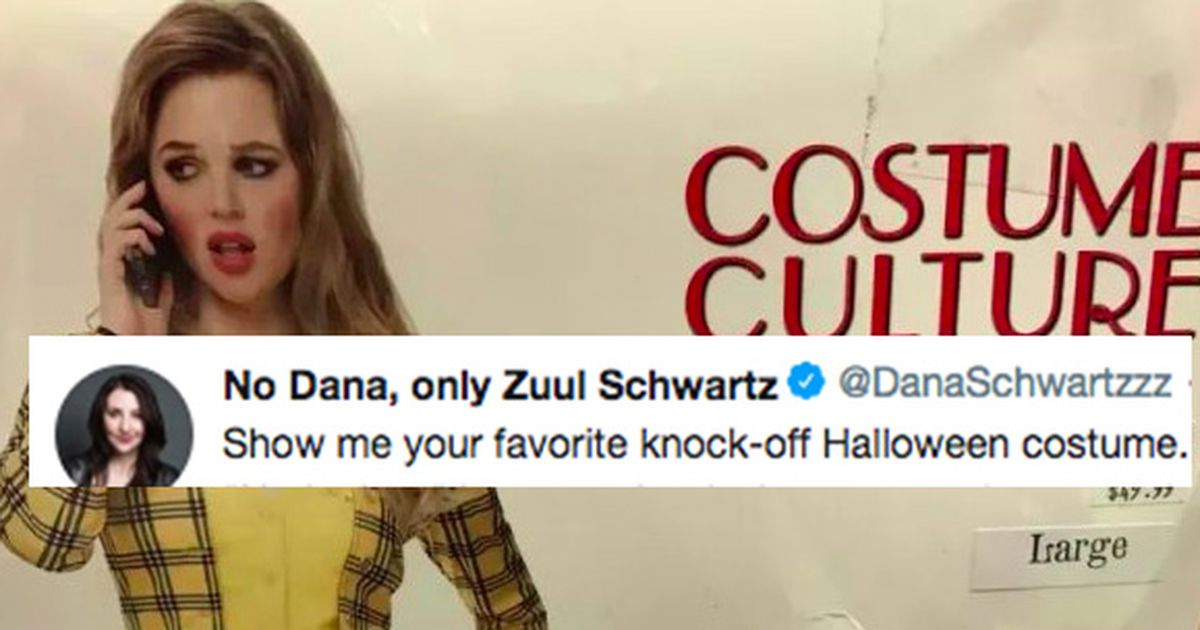 COSTUME
CULTURE
No Dana, only Zuul Schwartz @DanaSchwartzzz
Show me your favorite knock-off Halloween costume.
Large